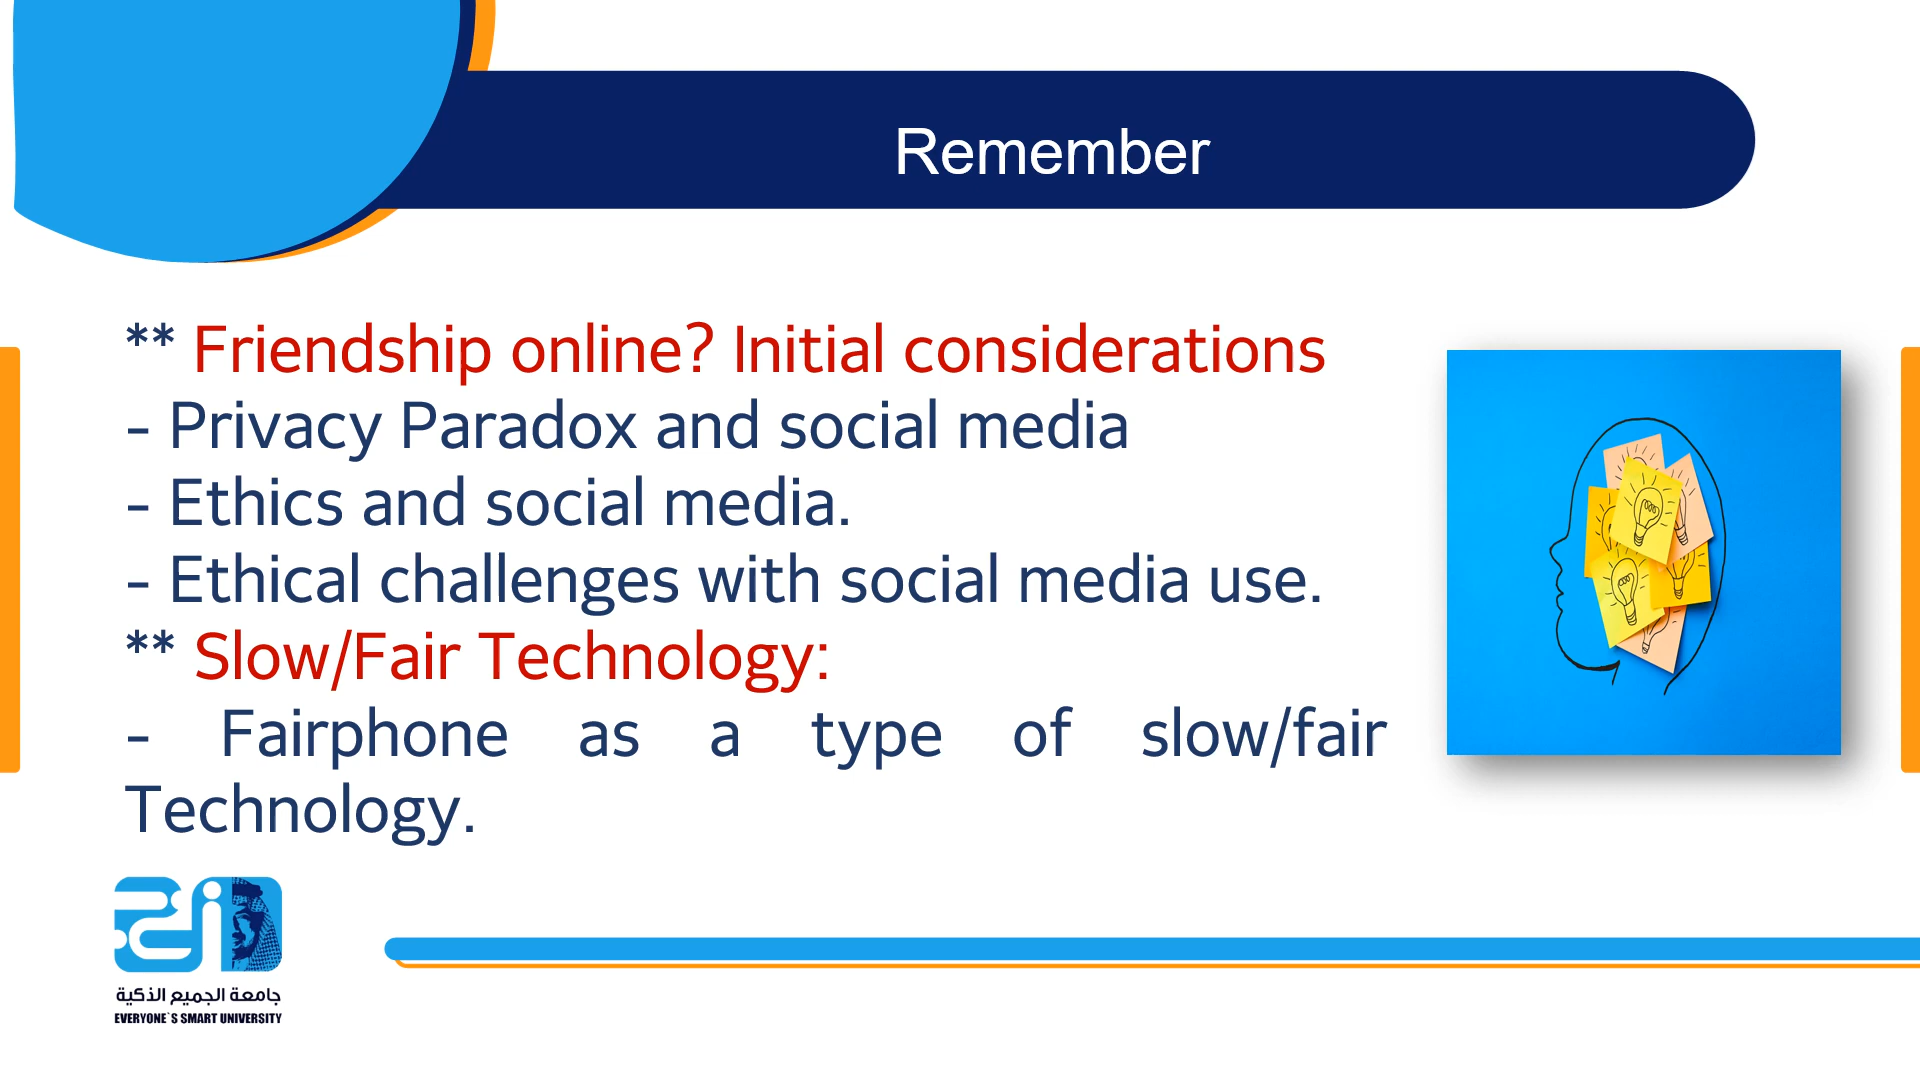 Remember
** Friendship online? Initial considerations
- Privacy Paradox and social media
- Ethics and social media.
- Ethical challenges with social media use.
** Slow/Fair Technology:
- Fairphone as a type of slow/fair
Technology.
جامعة الجميع الذكية
EVERYONE`S SMART UNIVERSITY